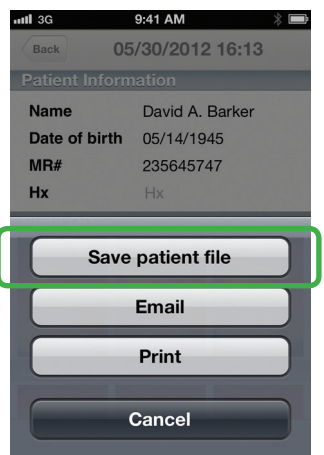 3G 9:41 AM
Back 05/30/2012 16:13
Patient Information
Name David A. Barker
Date of birth 05/14/1945
MR# 235645747
Hx Hx
Save patient file
Email
Print
Cancel